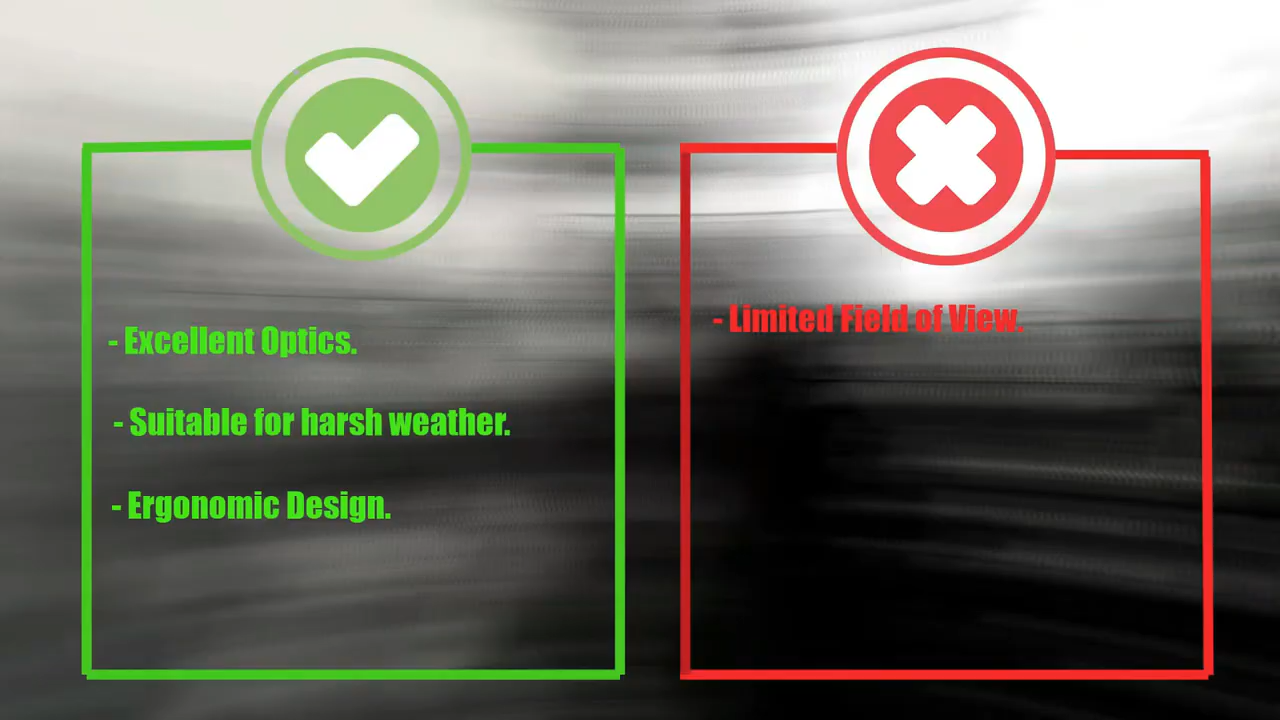 - Excellent Optics.
- Suitable for harsh weather.
- Ergonomic Design.
- Limited Field of View.